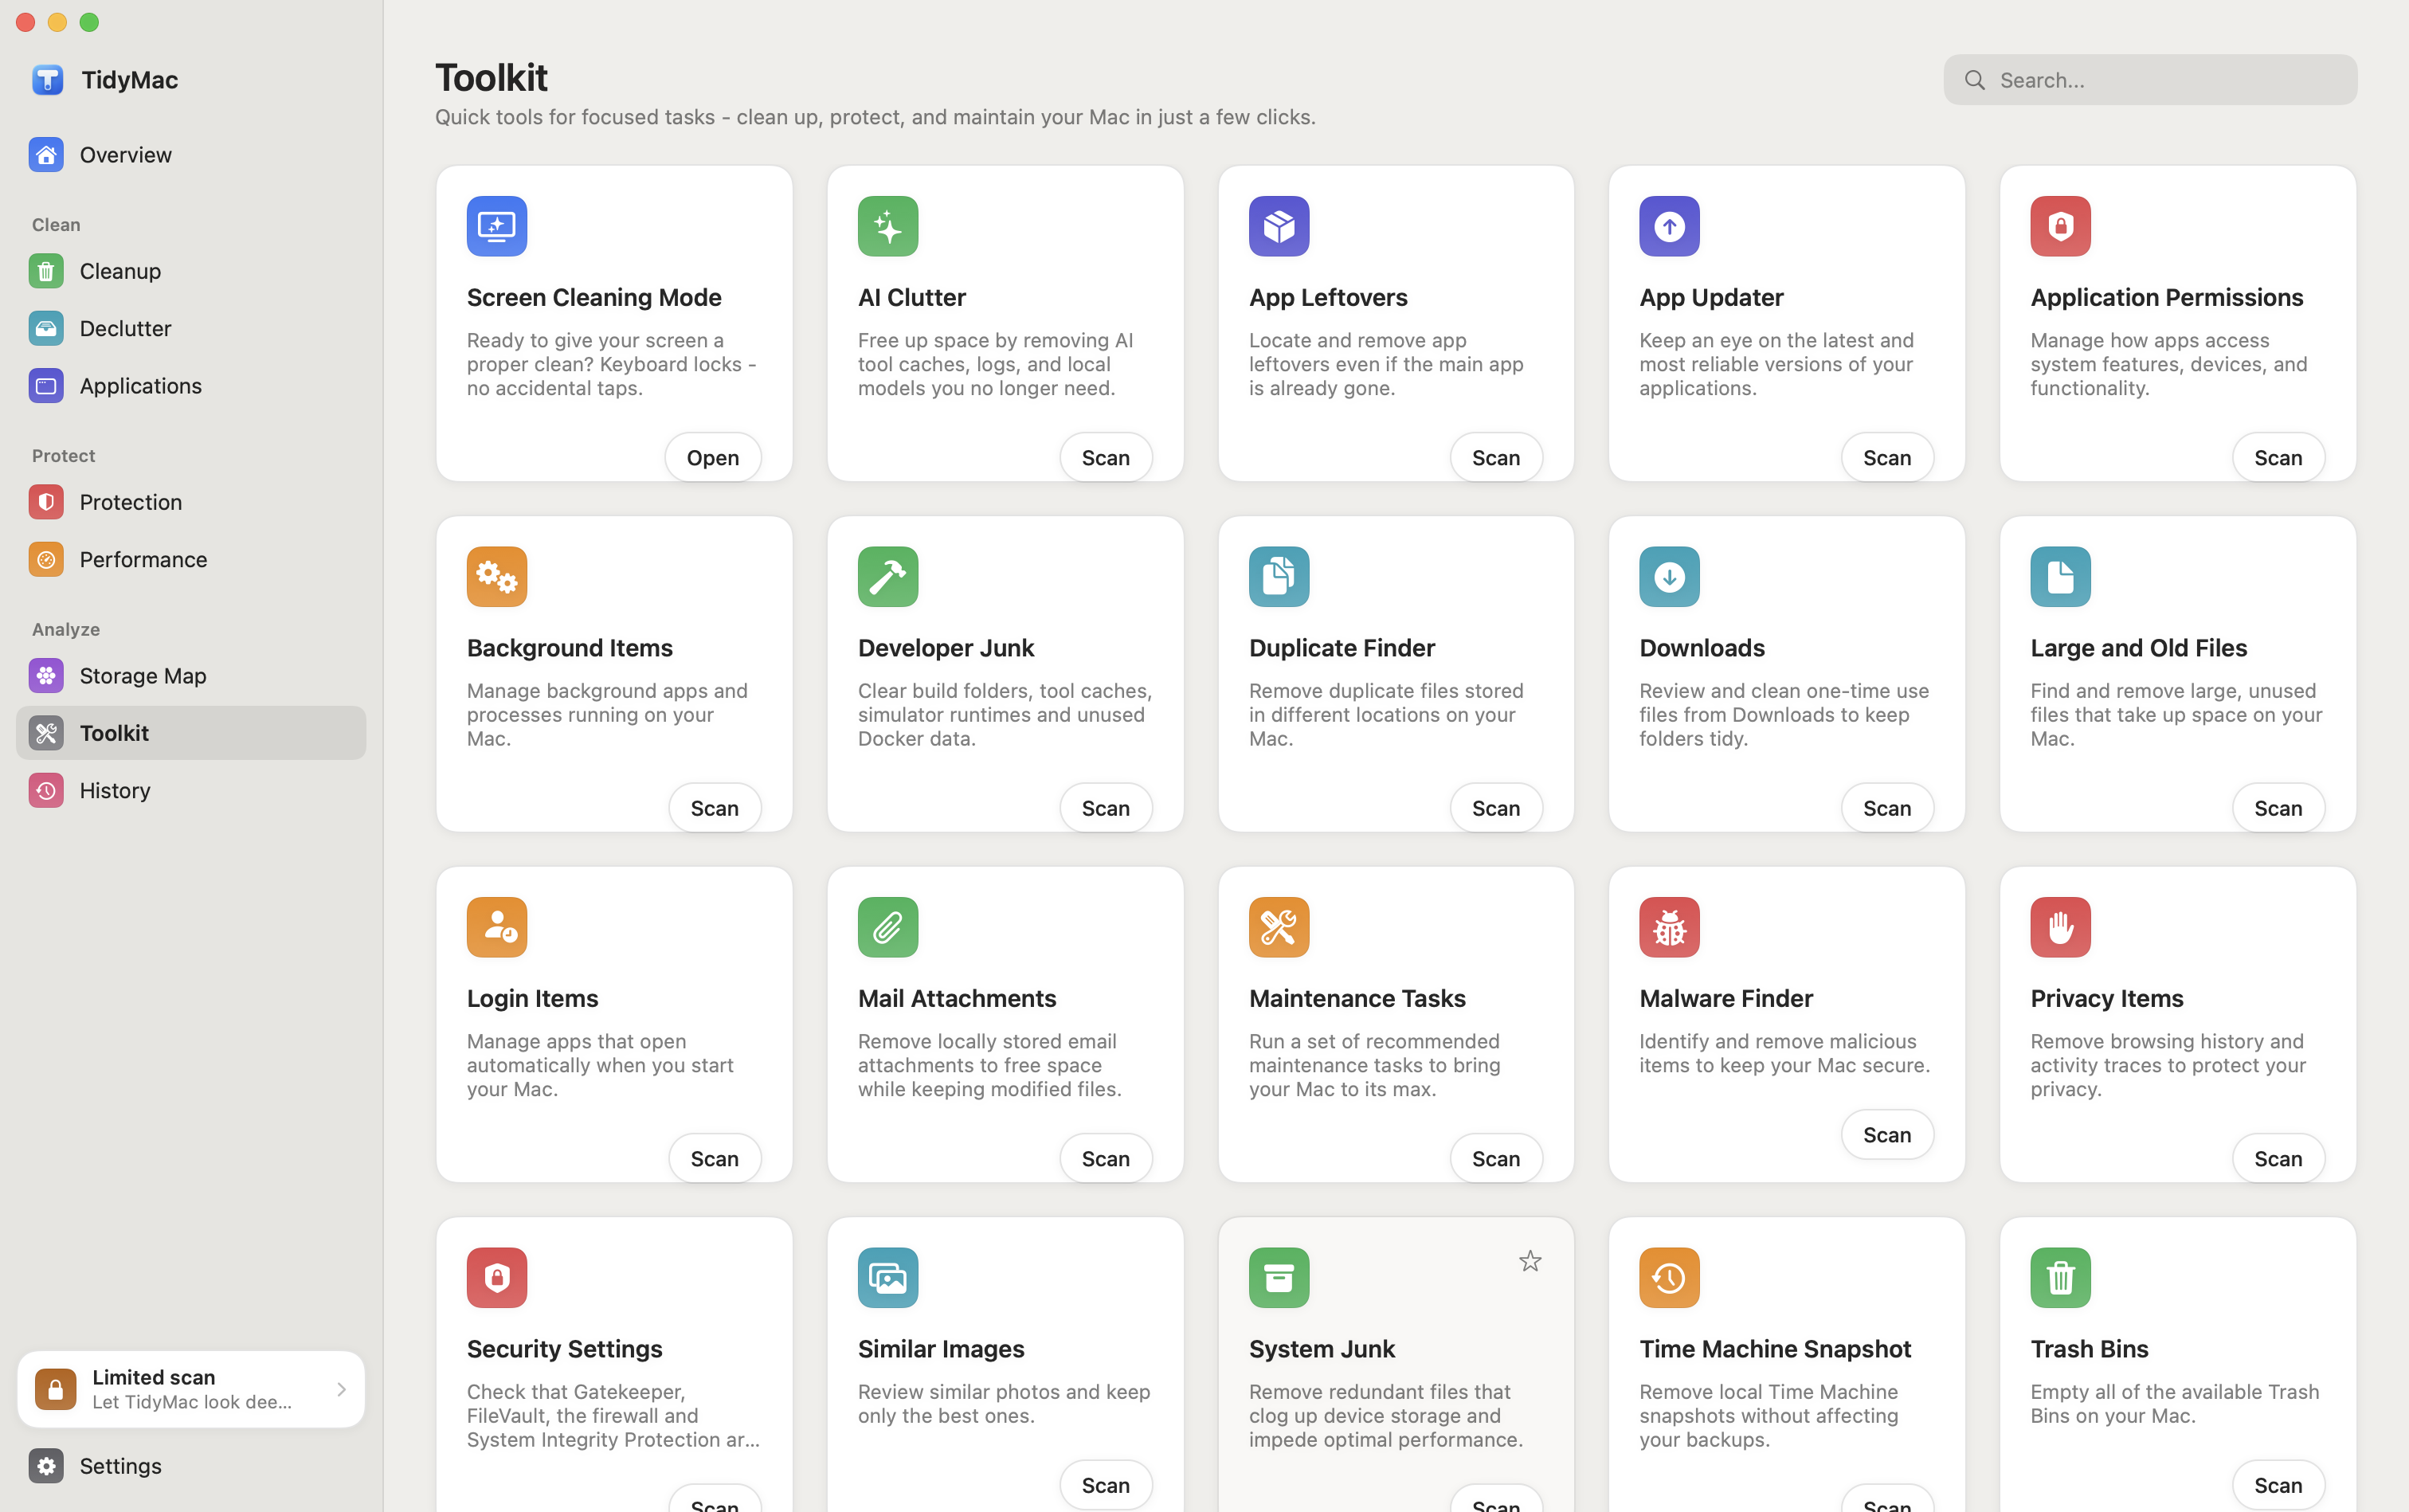 TidyMac
Overview
Clean
Cleanup
Declutter
Applications
Protect
Protection
Performance
Analyze
Storage Map
Toolkit
History
Limited scan
Let TidyMac look dee...
Settings
Toolkit
Quick tools for focused tasks - clean up, protect, and maintain your Mac in just a few clicks.
Search...
Screen Cleaning Mode
Ready to give your screen a
proper clean? Keyboard locks -
no accidental taps.
Open
AI Clutter
Free up space by removing AI
tool caches, logs, and local
models you no longer need.
Scan
App Leftovers
Locate and remove app
leftovers even if the main app
is already gone.
Scan
App Updater
Keep an eye on the latest and
most reliable versions of your
applications.
Scan
Application Permissions
Manage how apps access
system features, devices, and
functionality.
Scan
Background Items
Manage background apps and
processes running on your
Mac.
Scan
Developer Junk
Clear build folders, tool caches,
simulator runtimes and unused
Docker data.
Scan
Duplicate Finder
Remove duplicate files stored
in different locations on your
Mac.
Scan
Downloads
Review and clean one-time use
files from Downloads to keep
folders tidy.
Scan
Large and Old Files
Find and remove large, unused
files that take up space on your
Mac.
Scan
Login Items
Manage apps that open
automatically when you start
your Mac.
Scan
Mail Attachments
Remove locally stored email
attachments to free space
while keeping modified files.
Scan
Maintenance Tasks
Run a set of recommended
maintenance tasks to bring
your Mac to its max.
Scan
Malware Finder
Identify and remove malicious
items to keep your Mac secure.
Scan
Privacy Items
Remove browsing history and
activity traces to protect your
privacy.
Scan
Security Settings
Check that Gatekeeper,
FileVault, the firewall and
System Integrity Protection ar...
Scan
Similar Images
Review similar photos and keep
only the best ones.
Scan
System Junk
Remove redundant files that
clog up device storage and
impede optimal performance.
Scan
Time Machine Snapshot
Remove local Time Machine
snapshots without affecting
your backups.
Scan
Trash Bins
Empty all of the available Trash
Bins on your Mac.
Scan